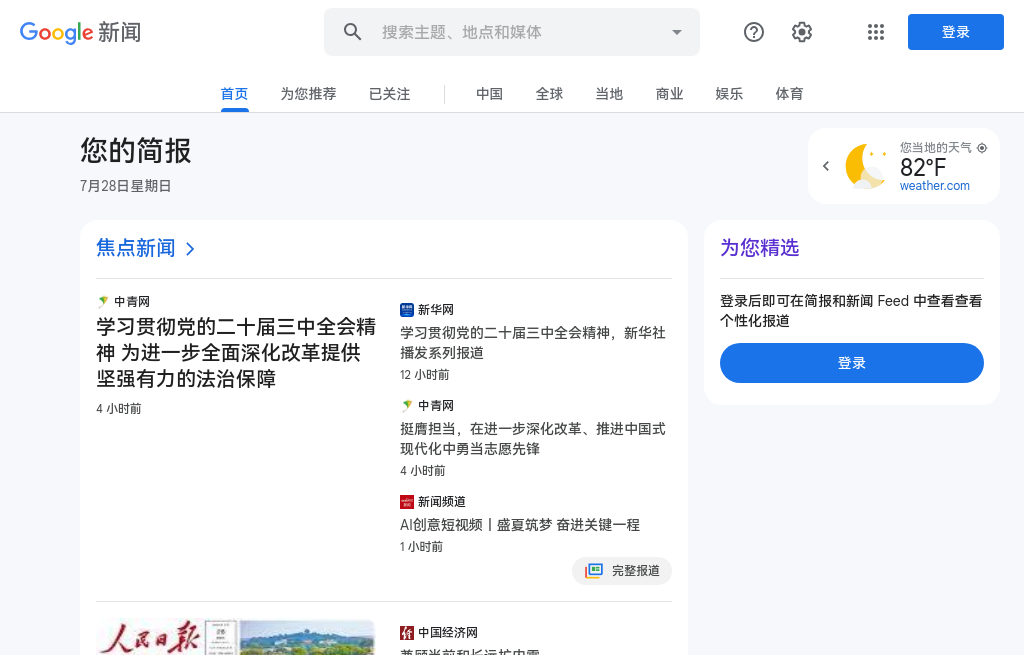 Google 新闻
搜索主题、地点和媒体
登录
首页
为您推荐
已关注
中国
全球
当地
商业
娱乐
体育
您的简报
7月28日星期日
您当地的天气
82°F
weather.com
焦点新闻
中青网
学习贯彻党的二十届三中全会精
神 为进一步全面深化改革提供
坚强有力的法治保障
4 小时前
新华网
学习贯彻党的二十届三中全会精神，新华社
播发系列报道
12 小时前
中青网
挺膺担当，在进一步深化改革、推进中国式
现代化中勇当志愿先锋
4 小时前
新闻频道
AI创意短视频丨盛夏筑梦 奋进关键一程
1 小时前
完整报道
人民日报
中国经济网
兼顾当前和长远扩内需
为您精选
登录后即可在简报和新闻 Feed 中查看查看
个性化报道
登录